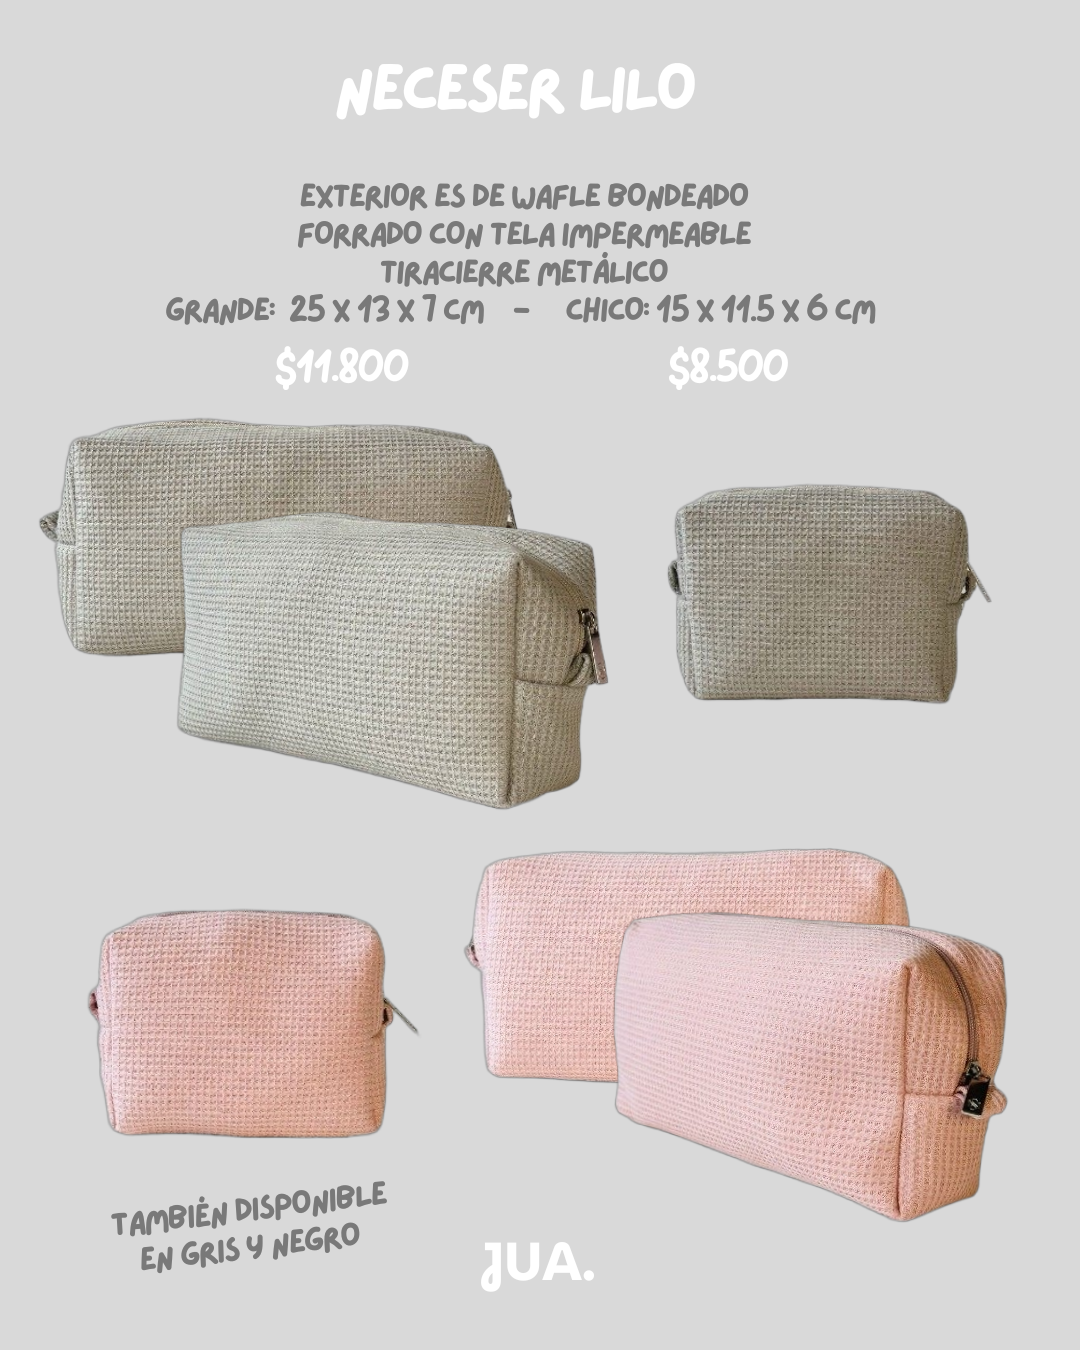 NECESER LILO
EXTERIOR ES DE WAFLE BONDEADO
FORRADO CON TELA IMPERMEABLE
TIRACIERRE METÁLICO
GRANDE: 25 X 13 X 7 CM - CHICO: 15 X 11.5 X 6 CM
$11.800 $8.500
TAMBIÉN DISPONIBLE
EN GRIS Y NEGRO
JUA.